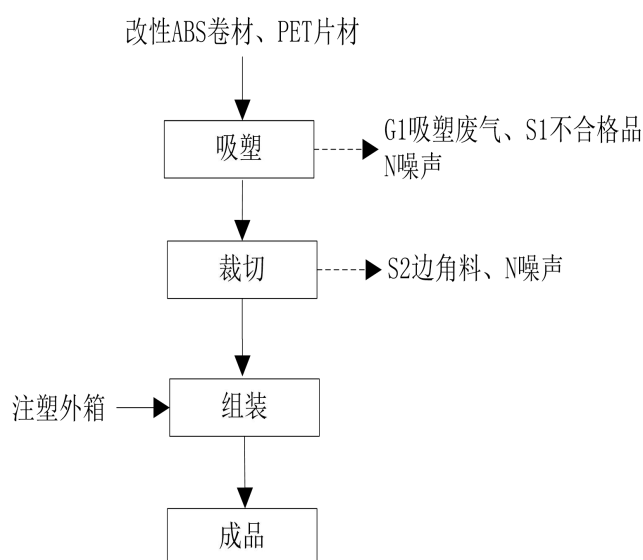 改性ABS卷材、PET片材
吸塑
G1吸塑废气、S1不合格品
N噪声
裁切
S2边角料、N噪声
注塑外箱
组装
成品